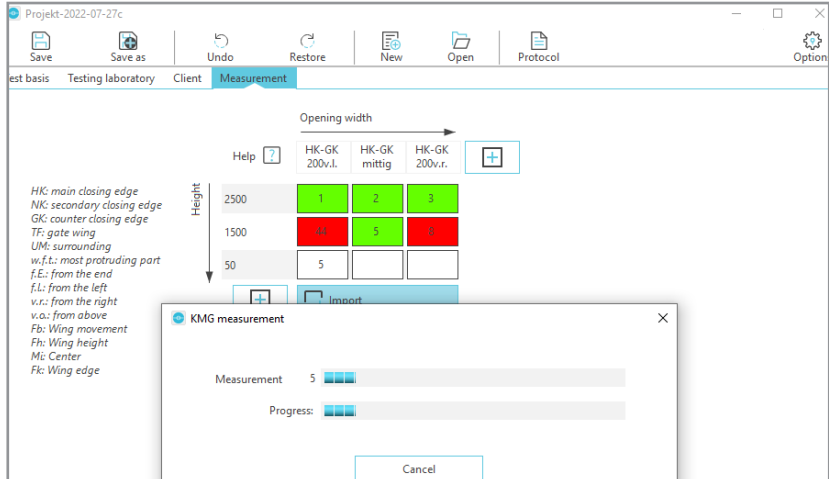 Projekt-2022-07-27c
Save Save as Undo Restore New Open Protocol Option
est basis Testing laboratory Client Measurement
Opening width
Help ? HK-GK 200v.l. HK-GK mittig HK-GK 200v.r.
Height
2500 1 2 3
1500 44 5 8
50 5
Import
HK: main closing edge
NK: secondary closing edge
GK: counter closing edge
TF: gate wing
UM: surrounding
w.f.t.: most protruding part
f.E.: from the end
f.l.: from the left
v.r.: from the right
v.o.: from above
Fb: Wing movement
Fh: Wing height
Mi: Center
Fk: Wing edge
KMG measurement
Measurement 5
Progress:
Cancel